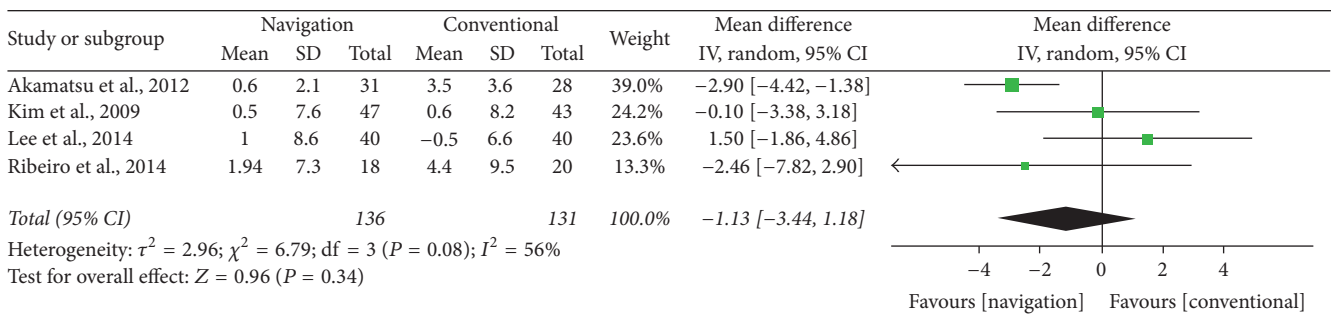 Study or subgroup Navigation Conventional Weight Mean difference Mean difference
Mean SD Total Mean SD Total IV, random, 95% CI IV, random, 95% CI
Akamatsu et al., 2012 0.6 2.1 31 3.5 3.6 28 39.0% −2.90 [−4.42, −1.38]
Kim et al., 2009 0.5 7.6 47 0.6 8.2 43 24.2% −0.10 [−3.38, 3.18]
Lee et al., 2014 1 8.6 40 −0.5 6.6 40 23.6% 1.50 [−1.86, 4.86]
Ribeiro et al., 2014 1.94 7.3 18 4.4 9.5 20 13.3% −2.46 [−7.82, 2.90]
Total (95% CI) 136 131 100.0% −1.13 [−3.44, 1.18]
Heterogeneity: τ² = 2.96; χ² = 6.79; df = 3 (P = 0.08); I² = 56%
Test for overall effect: Z = 0.96 (P = 0.34)
−4 −2 0 2 4
Favours [navigation] Favours [conventional]